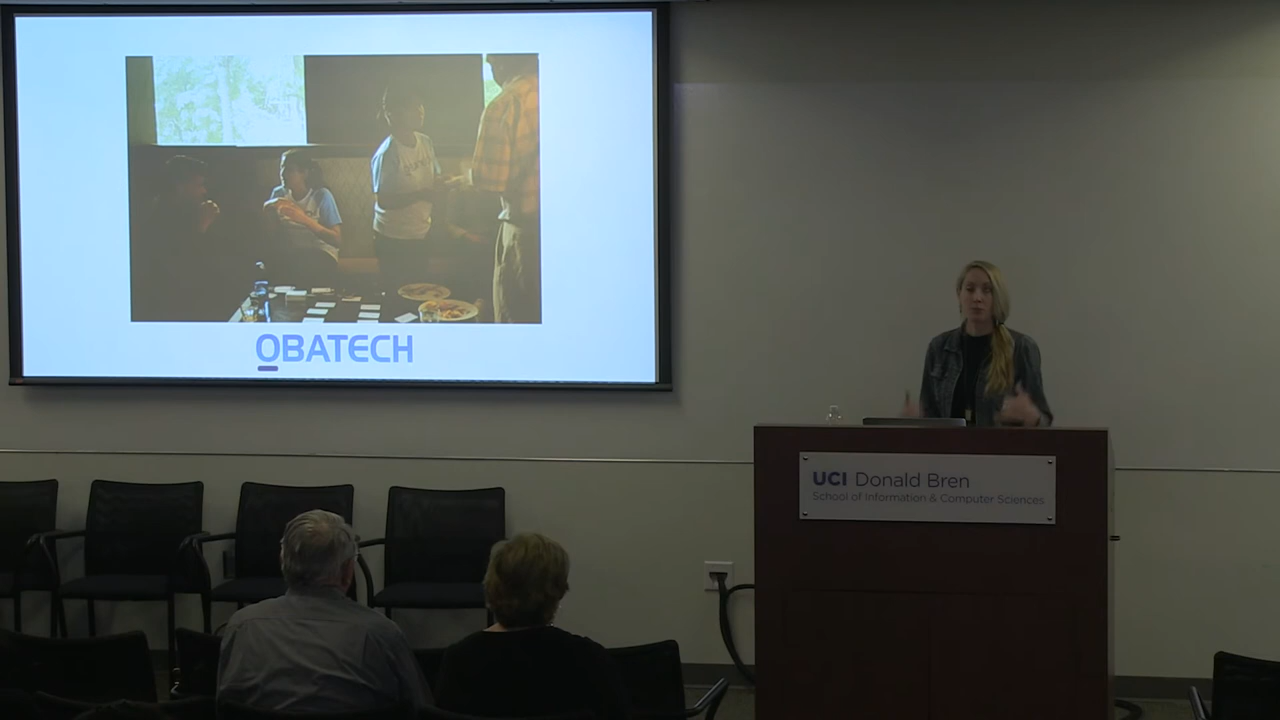 OBATECH
UCI Donald Bren
School of Information & Computer Sciences